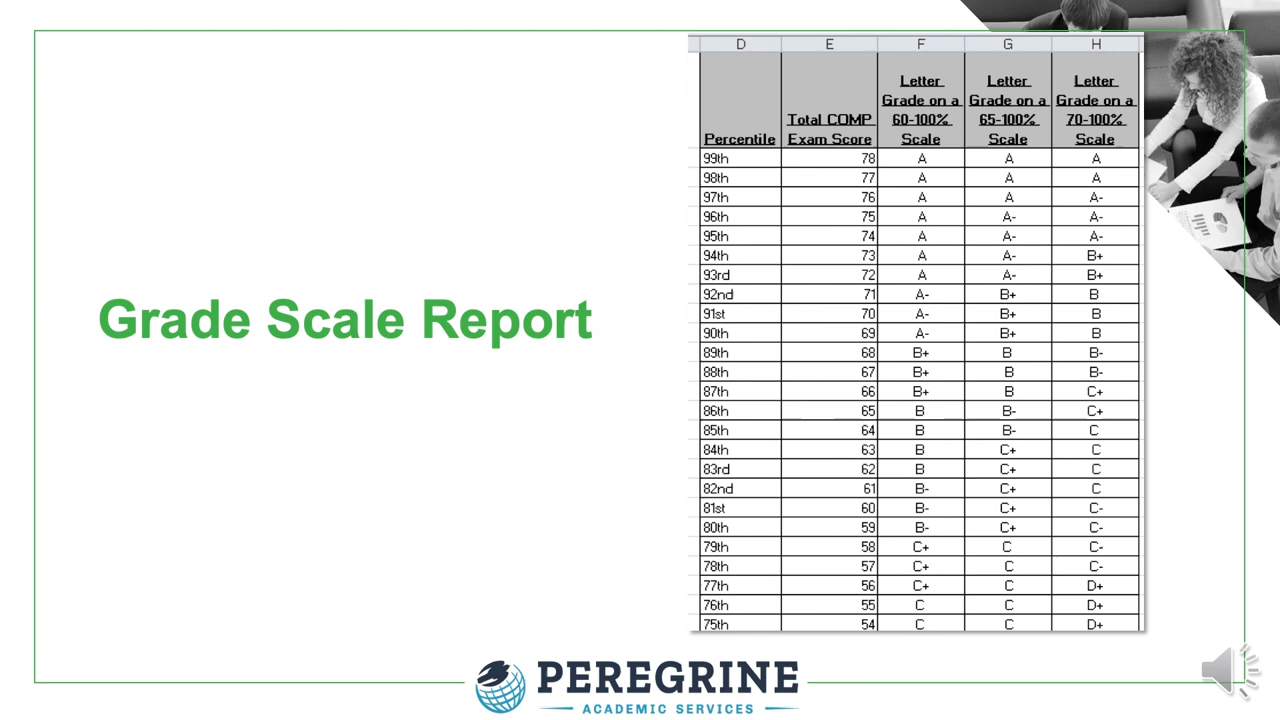 Grade Scale Report
D E F G H
Letter Letter Letter
Grade on a Grade on a Grade on a
Total COMP 60-100% 65-100% 70-100%
Percentile Exam Score Scale Scale Scale
99th 78 A A A
98th 77 A A A
97th 76 A A A-
96th 75 A A- A-
95th 74 A A- A-
94th 73 A A- B+
93rd 72 A A- B+
92nd 71 A- B+ B
91st 70 A- B+ B
90th 69 A- B+ B
89th 68 B+ B B-
88th 67 B+ B B-
87th 66 B+ B C+
86th 65 B B- C+
85th 64 B B- C
84th 63 B C+ C
83rd 62 B C+ C
82nd 61 B- C+ C
81st 60 B- C+ C-
80th 59 B- C+ C-
79th 58 C+ C C-
78th 57 C+ C C-
77th 56 C+ C D+
76th 55 C C D+
75th 54 C C D+
PEREGRINE
ACADEMIC SERVICES